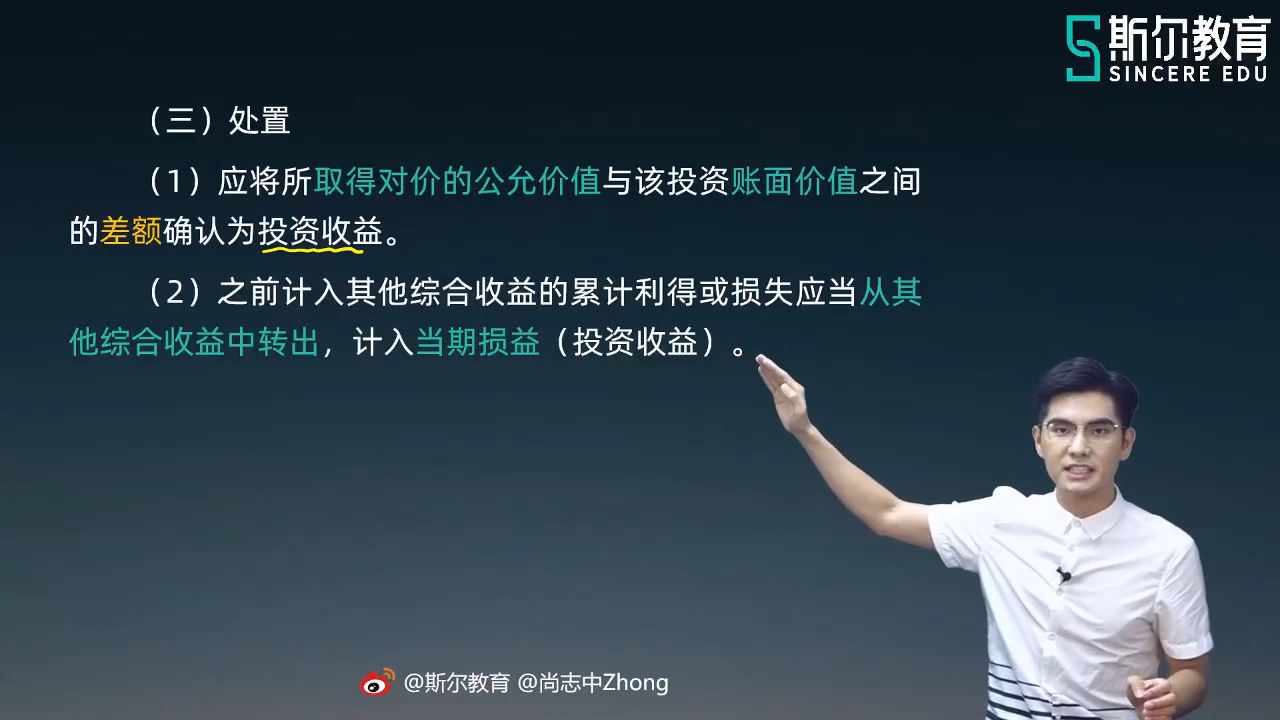 斯尔教育
SINCERE EDU
（三）处置
（1）应将所取得对价的公允价值与该投资账面价值之间
的差额确认为投资收益。
（2）之前计入其他综合收益的累计利得或损失应当从其
他综合收益中转出，计入当期损益（投资收益）。
@斯尔教育 @尚志中Zhong